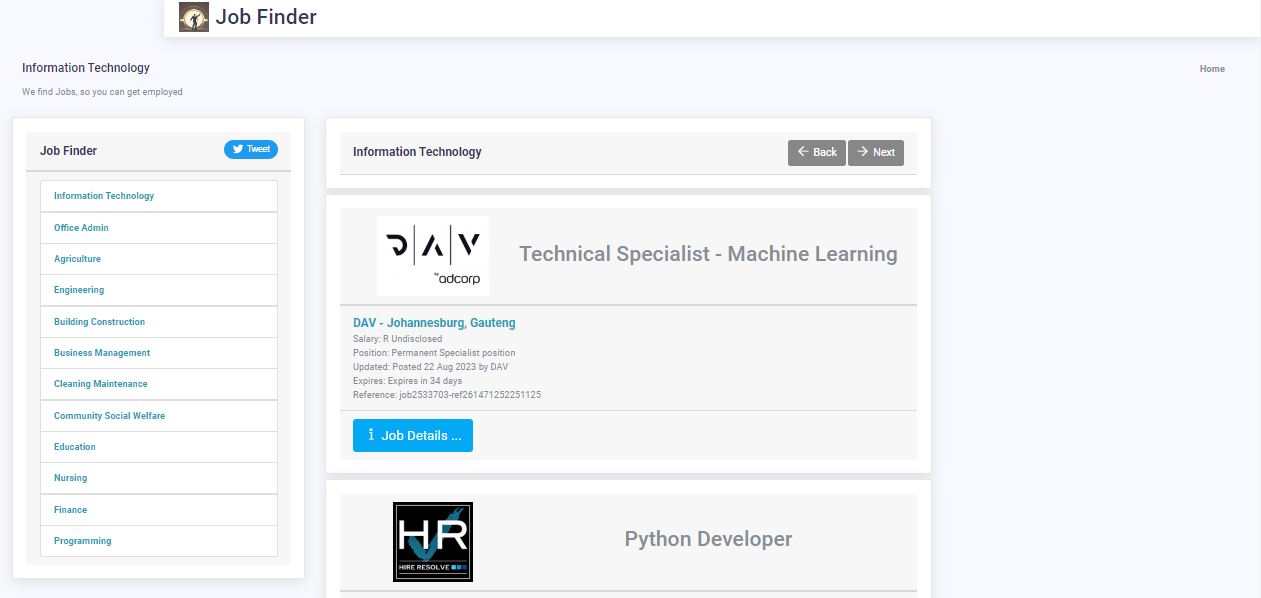 Job Finder
Information Technology
Home
We find Jobs, so you can get employed
Job Finder
Tweet
Information Technology
Office Admin
Agriculture
Engineering
Building Construction
Business Management
Cleaning Maintenance
Community Social Welfare
Education
Nursing
Finance
Programming
Information Technology
Back
Next
DAV
adcorp
Technical Specialist - Machine Learning
DAV - Johannesburg, Gauteng
Salary: R Undisclosed
Position: Permanent Specialist position
Updated: Posted 22 Aug 2023 by DAV
Expires: Expires in 34 days
Reference: job2533703-ref261471252251125
Job Details ...
HR
HIRE RESOLVE
Python Developer